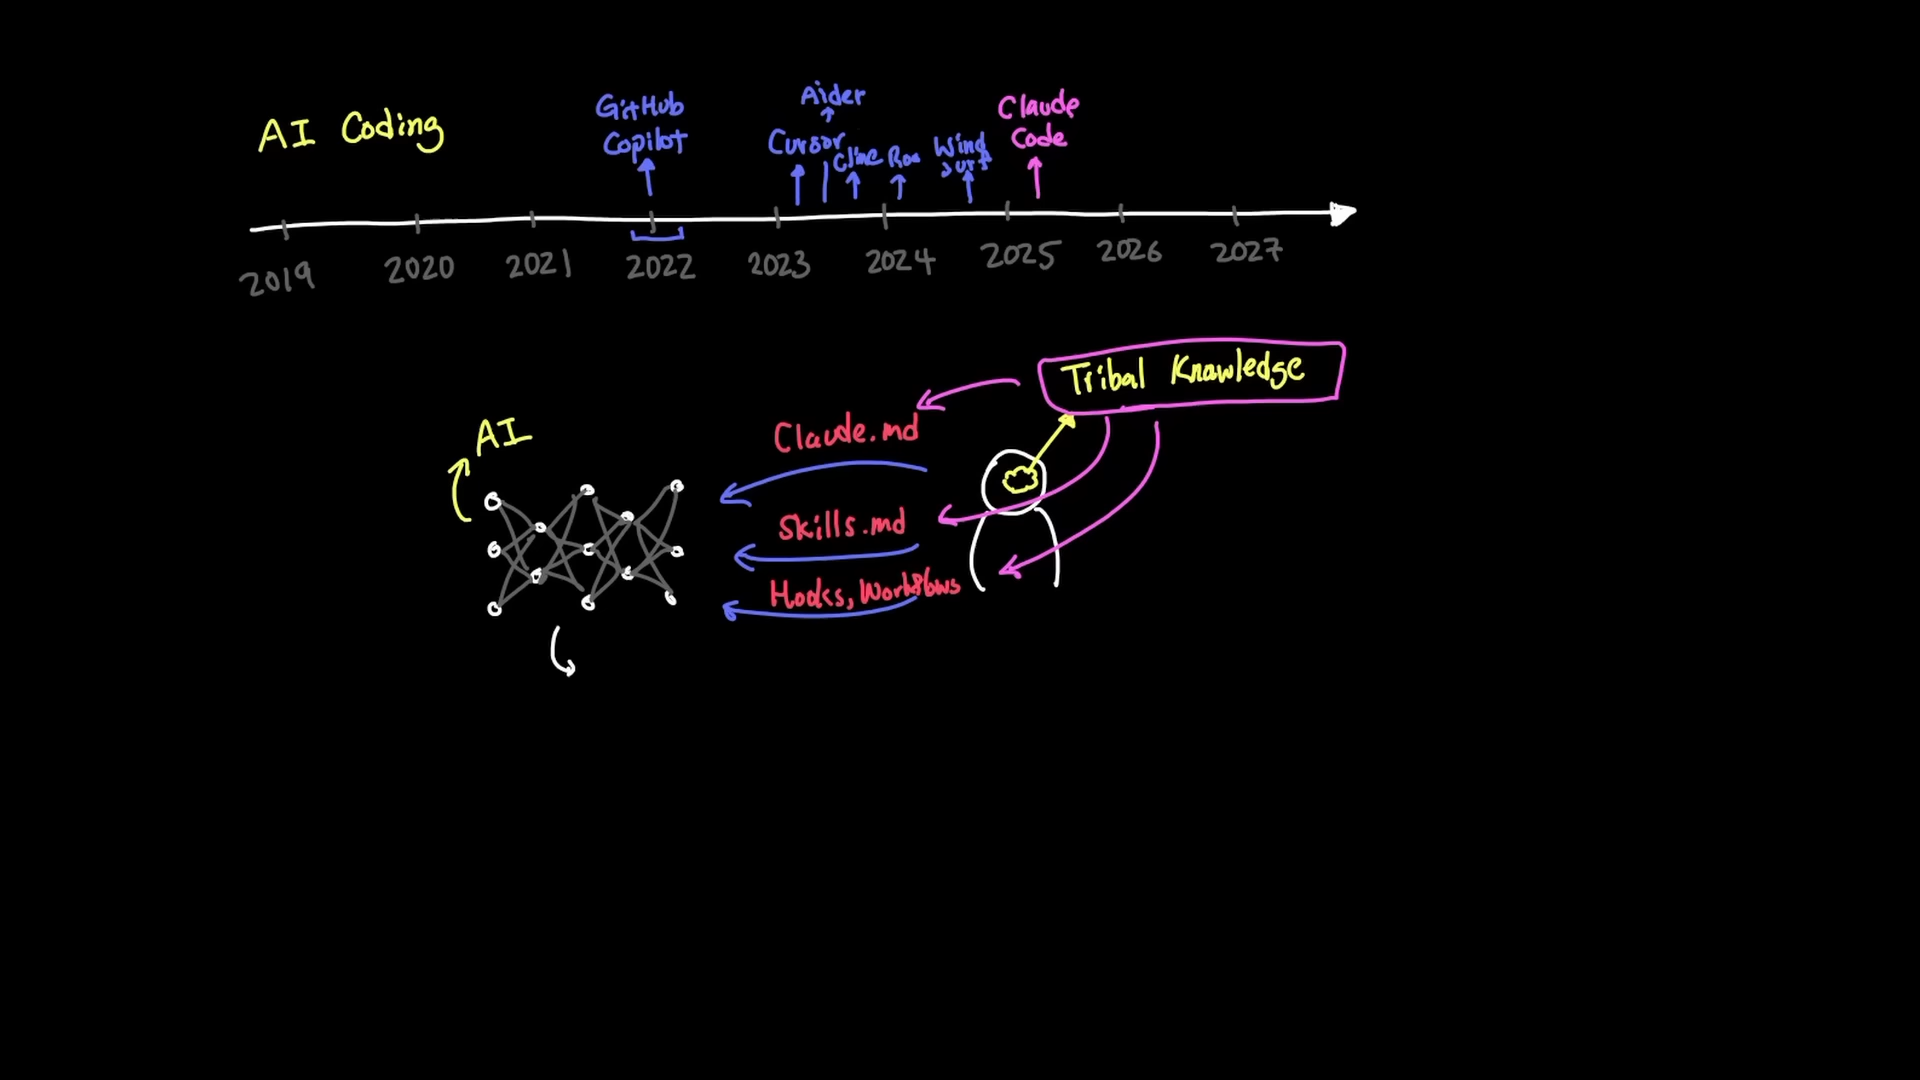 AI Coding
GitHub
Copilot
Aider
Cursor
Cline
Roo
Wind
surf
Claude
Code
2019
2020
2021
2022
2023
2024
2025
2026
2027
Tribal Knowledge
AI
Claude.md
Skills.md
Hooks, Workflows